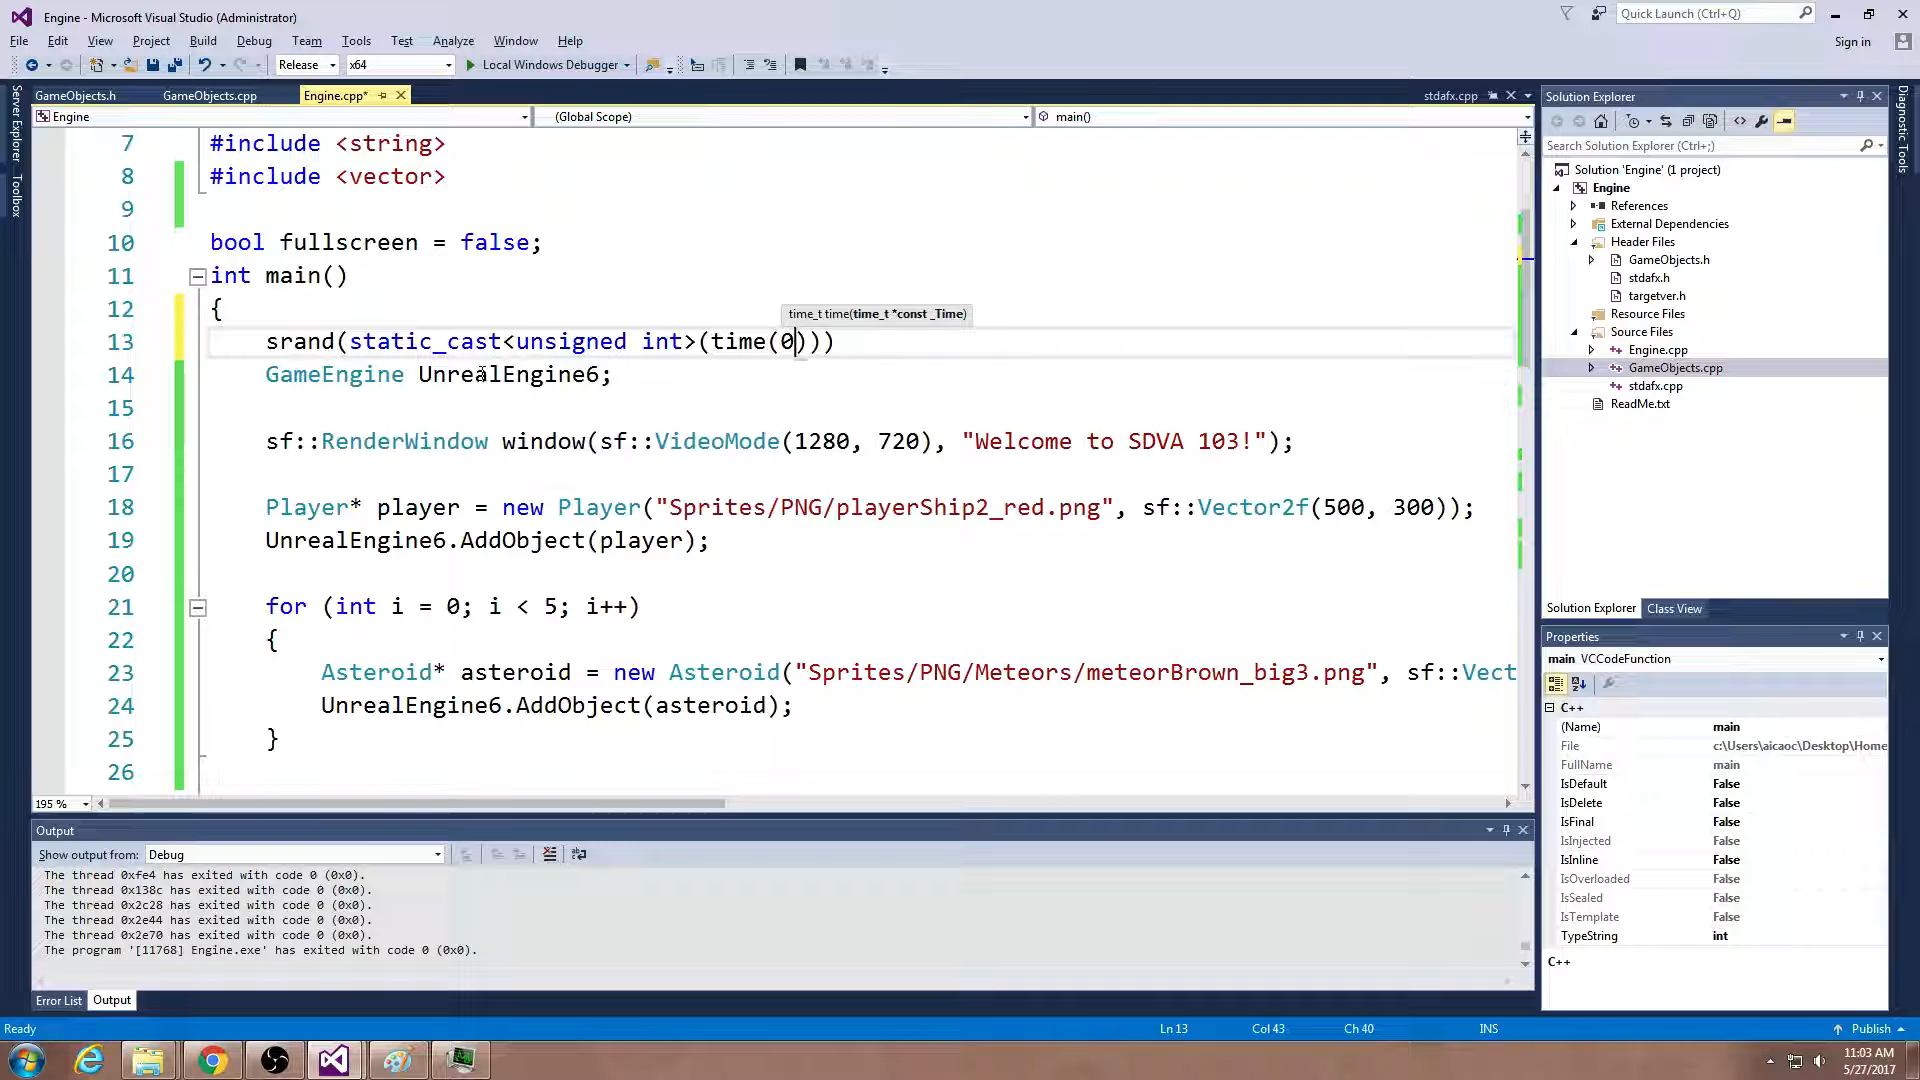 Engine - Microsoft Visual Studio (Administrator)
Quick Launch (Ctrl+Q)
File Edit View Project Build Debug Team Tools Test Analyze Window Help
Sign in
Release x64 Local Windows Debugger
GameObjects.h GameObjects.cpp Engine.cpp* stdafx.cpp
Engine (Global Scope) main()
7 #include <string>
8 #include <vector>
9
10 bool fullscreen = false;
11 int main()
12 {
time_t time(time_t *const _Time)
13 srand(static_cast<unsigned int>(time(0)))
14 GameEngine UnrealEngine6;
15
16 sf::RenderWindow window(sf::VideoMode(1280, 720), "Welcome to SDVA 103!");
17
18 Player* player = new Player("Sprites/PNG/playerShip2_red.png", sf::Vector2f(500, 300));
19 UnrealEngine6.AddObject(player);
20
21 for (int i = 0; i < 5; i++)
22 {
23 Asteroid* asteroid = new Asteroid("Sprites/PNG/Meteors/meteorBrown_big3.png", sf::Vect
24 UnrealEngine6.AddObject(asteroid);
25 }
26
195 %
Output
Show output from: Debug
The thread 0xfe4 has exited with code 0 (0x0).
The thread 0x138c has exited with code 0 (0x0).
The thread 0x2c28 has exited with code 0 (0x0).
The thread 0x2e44 has exited with code 0 (0x0).
The thread 0x2e70 has exited with code 0 (0x0).
The program '[11768] Engine.exe' has exited with code 0 (0x0).
Error List Output
Server Explorer
Toolbox
Solution Explorer
Search Solution Explorer (Ctrl+;)
Solution 'Engine' (1 project)
Engine
References
External Dependencies
Header Files
GameObjects.h
stdafx.h
targetver.h
Resource Files
Source Files
Engine.cpp
GameObjects.cpp
stdafx.cpp
ReadMe.txt
Solution Explorer Class View
Properties
main VCCodeFunction
C++
(Name) main
File c:\Users\aicaoc\Desktop\Home
FullName main
IsDefault False
IsDelete False
IsFinal False
IsInjected False
IsInline False
IsOverloaded False
IsSealed False
IsTemplate False
TypeString int
C++
Diagnostic Tools
Ready Ln 13 Col 43 Ch 40 INS Publish
11:03 AM
5/27/2017